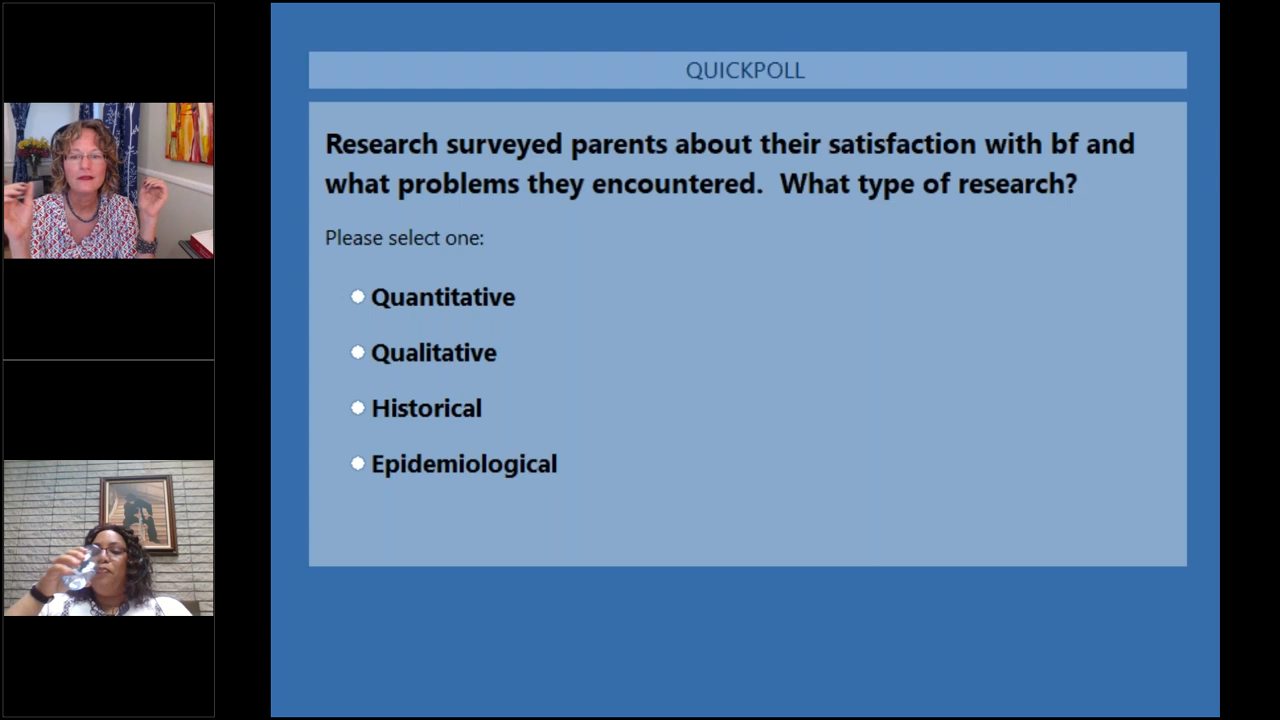 QUICKPOLL
Research surveyed parents about their satisfaction with bf and
what problems they encountered.  What type of research?
Please select one:
Quantitative
Qualitative
Historical
Epidemiological